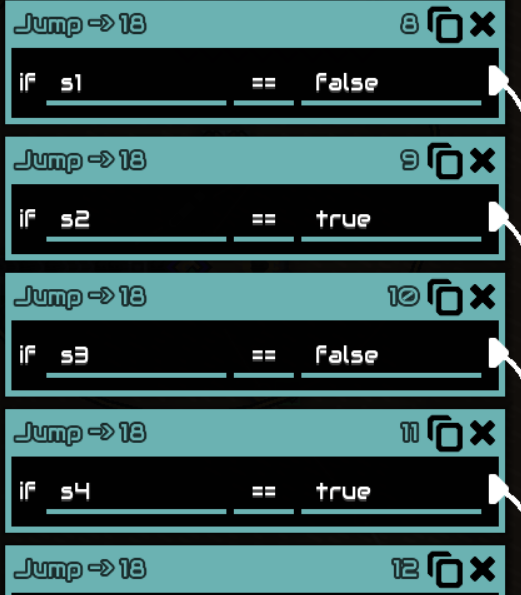 Jump -> 18 8
if s1 == false
Jump -> 18 9
if s2 == true
Jump -> 18 10
if s3 == false
Jump -> 18 11
if s4 == true
Jump -> 18 12